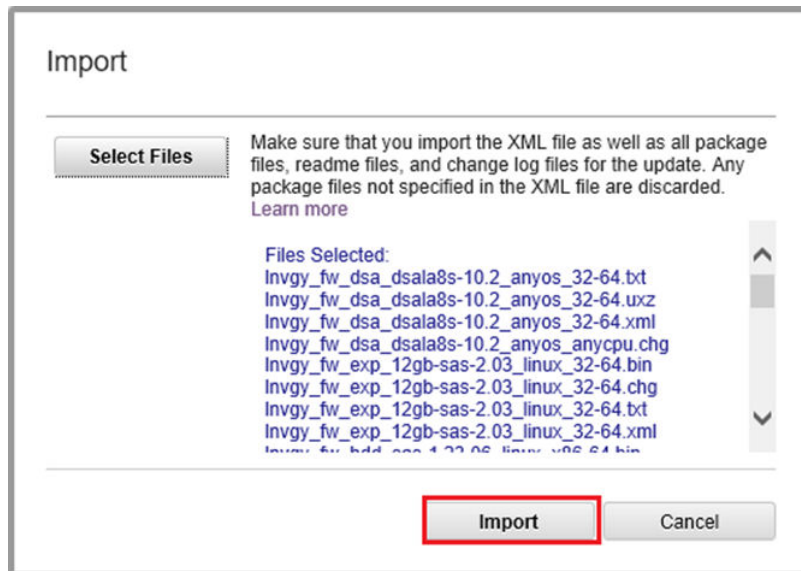 Import
Select Files
Make sure that you import the XML file as well as all package
files, readme files, and change log files for the update. Any
package files not specified in the XML file are discarded.
Learn more
Files Selected:
lnvgy_fw_dsa_dsala8s-10.2_anyos_32-64.txt
lnvgy_fw_dsa_dsala8s-10.2_anyos_32-64.uxz
lnvgy_fw_dsa_dsala8s-10.2_anyos_32-64.xml
lnvgy_fw_dsa_dsala8s-10.2_anyos_anycpu.chg
lnvgy_fw_exp_12gb-sas-2.03_linux_32-64.bin
lnvgy_fw_exp_12gb-sas-2.03_linux_32-64.chg
lnvgy_fw_exp_12gb-sas-2.03_linux_32-64.txt
lnvgy_fw_exp_12gb-sas-2.03_linux_32-64.xml
Import
Cancel